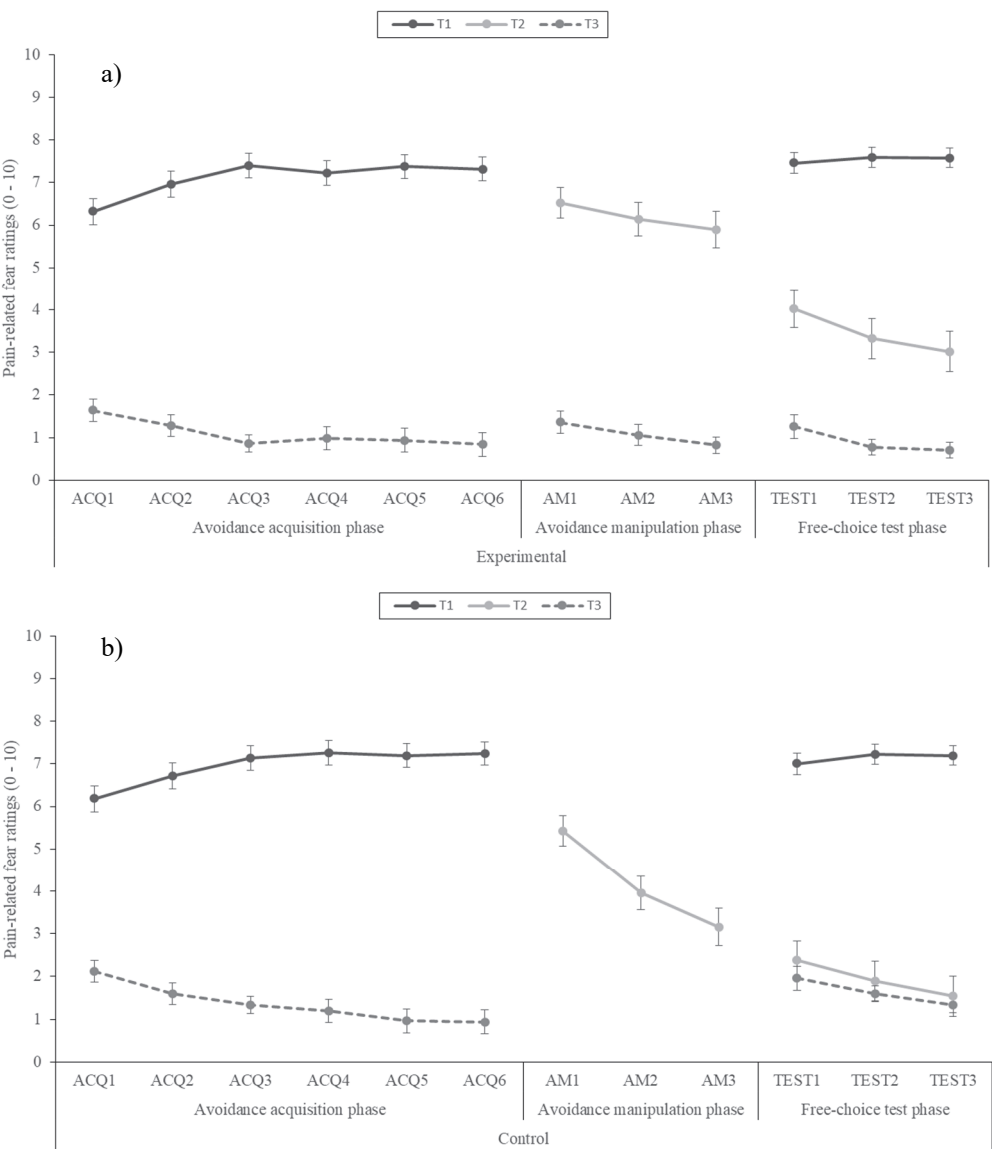 T1 T2 T3
a)
Pain-related fear ratings (0 - 10)
10
9
8
7
6
5
4
3
2
1
0
ACQ1 ACQ2 ACQ3 ACQ4 ACQ5 ACQ6 AM1 AM2 AM3 TEST1 TEST2 TEST3
Avoidance acquisition phase Avoidance manipulation phase Free-choice test phase
Experimental
T1 T2 T3
b)
Pain-related fear ratings (0 - 10)
10
9
8
7
6
5
4
3
2
1
0
ACQ1 ACQ2 ACQ3 ACQ4 ACQ5 ACQ6 AM1 AM2 AM3 TEST1 TEST2 TEST3
Avoidance acquisition phase Avoidance manipulation phase Free-choice test phase
Control